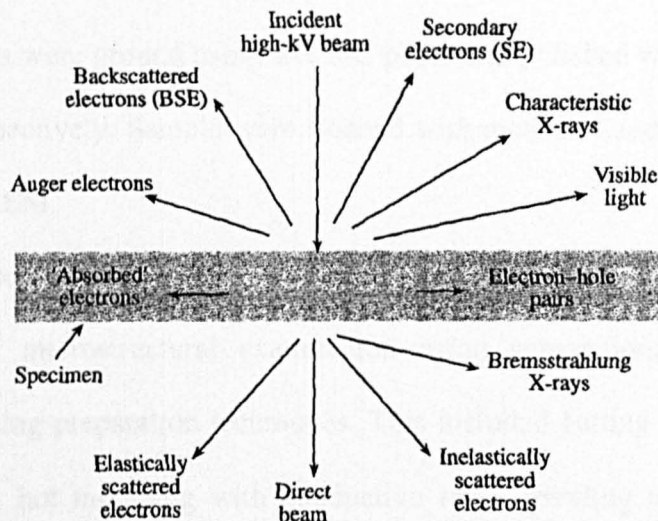 Incident
high-kV beam
Secondary
electrons (SE)
Backscattered
electrons (BSE)
Characteristic
X-rays
Auger electrons
Visible
light
'Absorbed'
electrons
Electron–hole
pairs
Specimen
Bremsstrahlung
X-rays
Elastically
scattered electrons
Direct
beam
Inelastically
scattered electrons